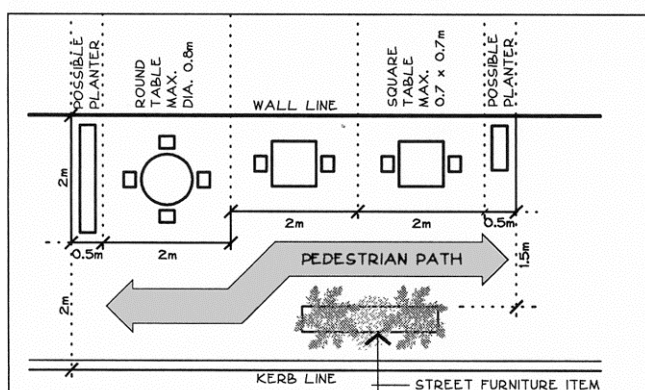 POSSIBLE
PLANTER
ROUND
TABLE
MAX.
DIA. 0.8m
WALL LINE
SQUARE
TABLE
MAX.
0.7 x 0.7m
POSSIBLE
PLANTER
2m
2m
2m
0.5m
0.5m
2m
PEDESTRIAN PATH
1.5m
2m
KERB LINE
STREET FURNITURE ITEM